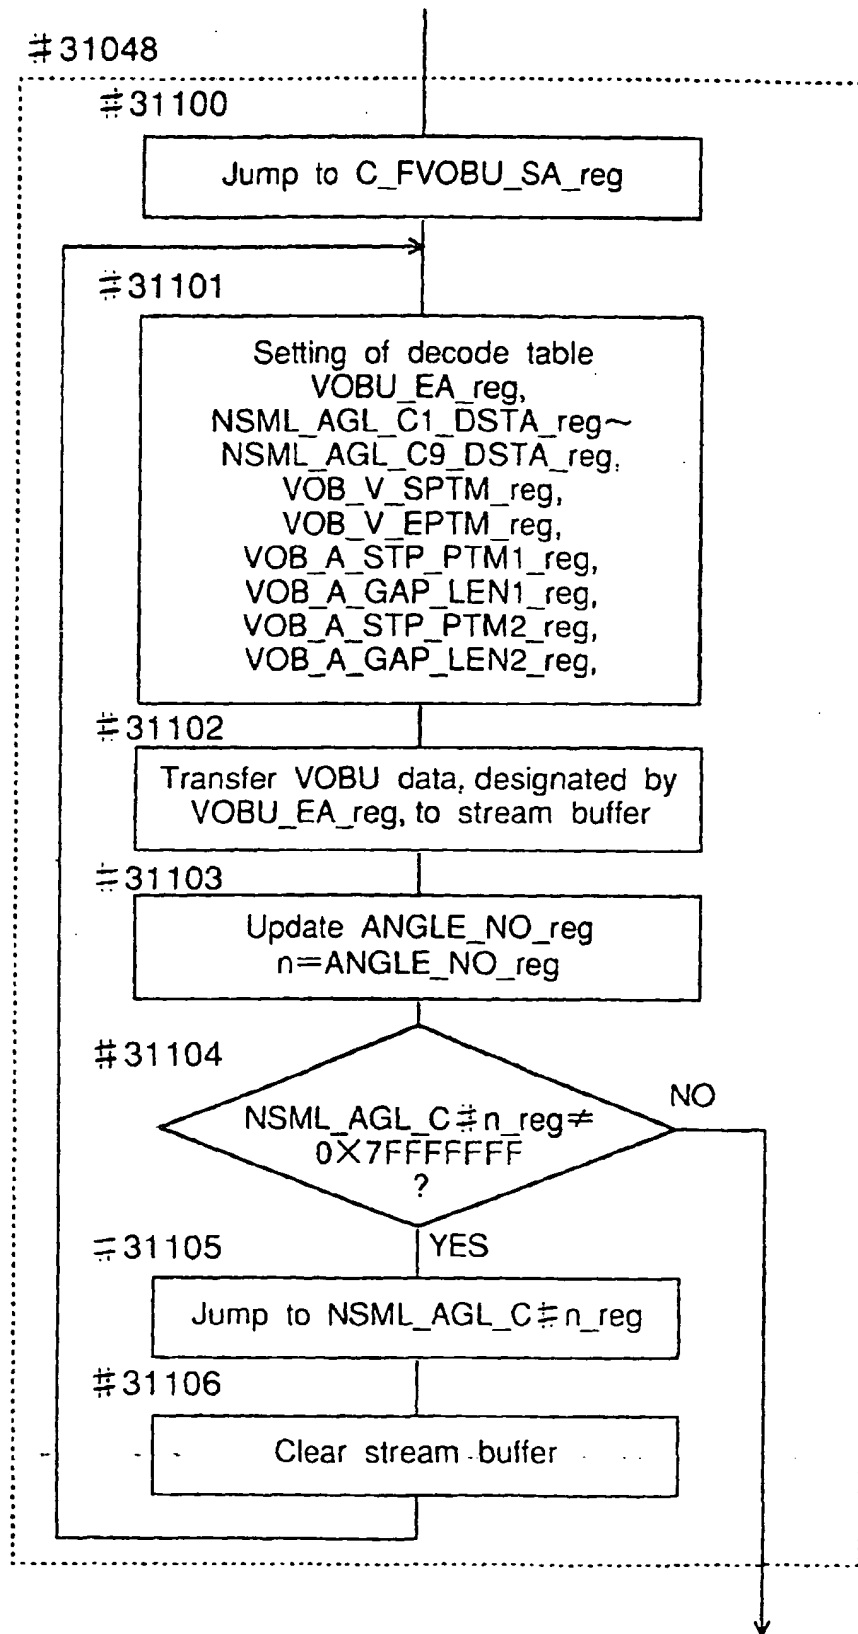 #31048
#31100
Jump to C_FVOBU_SA_reg
#31101
Setting of decode table
VOBU_EA_reg,
NSML_AGL_C1_DSTA_reg~
NSML_AGL_C9_DSTA_reg,
VOB_V_SPTM_reg,
VOB_V_EPTM_reg,
VOB_A_STP_PTM1_reg,
VOB_A_GAP_LEN1_reg,
VOB_A_STP_PTM2_reg,
VOB_A_GAP_LEN2_reg,
#31102
Transfer VOBU data, designated by
VOBU_EA_reg, to stream buffer
#31103
Update ANGLE_NO_reg
n=ANGLE_NO_reg
#31104
NO
NSML_AGL_C#n_reg≠
0X7FFFFFFF
?
YES
#31105
Jump to NSML_AGL_C#n_reg
#31106
Clear stream buffer